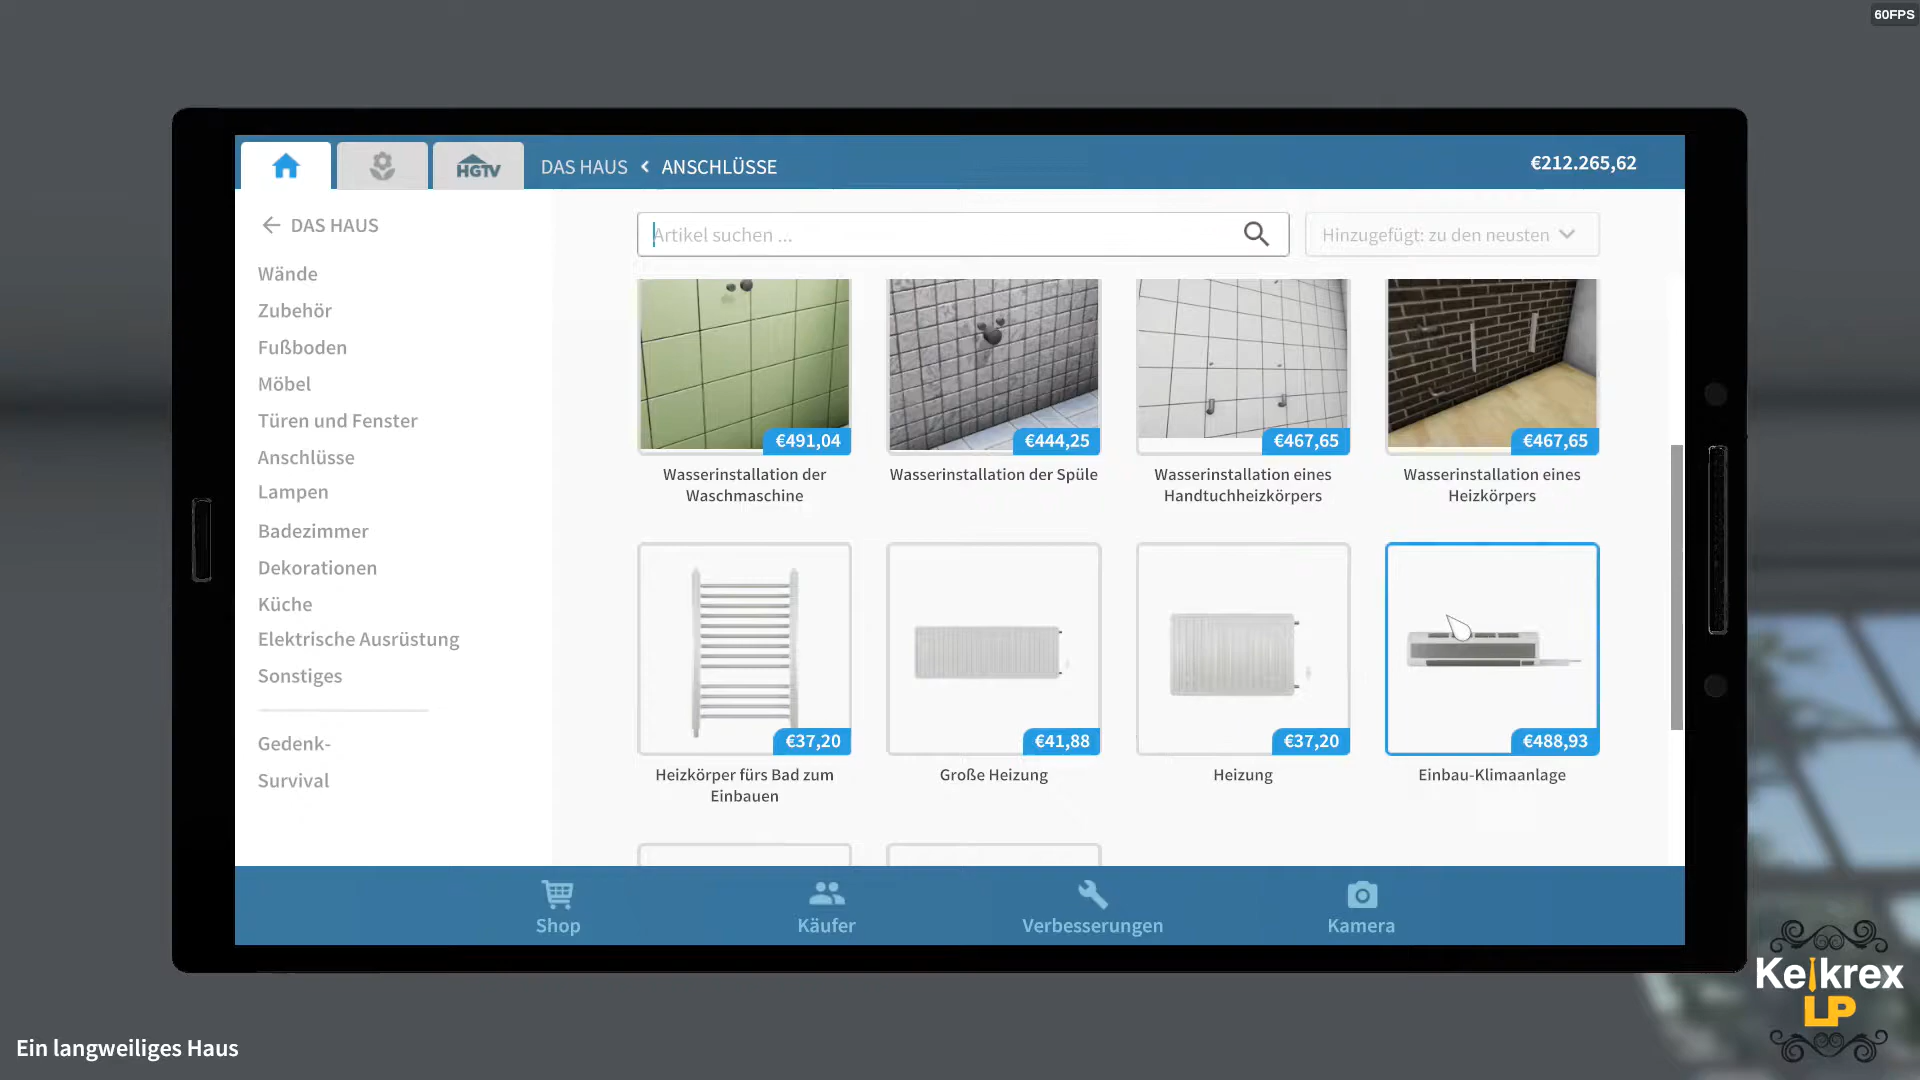 60FPS
HGTV
DAS HAUS < ANSCHLÜSSE
€212.265,62
← DAS HAUS
Wände
Zubehör
Fußboden
Möbel
Türen und Fenster
Anschlüsse
Lampen
Badezimmer
Dekorationen
Küche
Elektrische Ausrüstung
Sonstiges
Gedenk-
Survival
Artikel suchen ...
Hinzugefügt: zu den neusten
€491,04
Wasserinstallation der
Waschmaschine
€444,25
Wasserinstallation der Spüle
€467,65
Wasserinstallation eines
Handtuchheizkörpers
€467,65
Wasserinstallation eines
Heizkörpers
€37,20
Heizkörper fürs Bad zum
Einbauen
€41,88
Große Heizung
€37,20
Heizung
€488,93
Einbau-Klimaanlage
Shop
Käufer
Verbesserungen
Kamera
Keikrex
LP
Ein langweiliges Haus